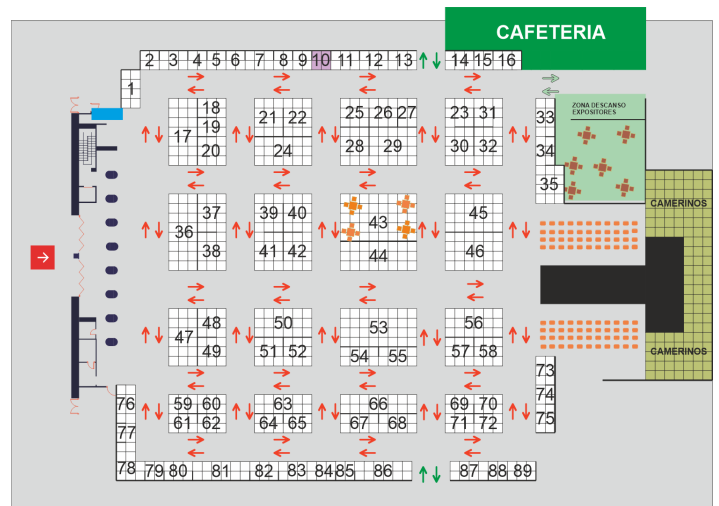 CAFETERIA
2 3 4 5 6 7 8 9 10 11 12 13 14 15 16
1
ZONA DESCANSO
EXPOSITORES
18 21 22 25 26 27 23 31 33
17 19
20 24 28 29 30 32 34
35
CAMERINOS
37 39 40 43 45
36
38 41 42 44 46
48 50 53 56
47
49 51 52 54 55 57 58
CAMERINOS
73
74
75
76 59 60 63 66 69 70
61 62 64 65 67 68 71 72
77
78 79 80 81 82 83 84 85 86 87 88 89